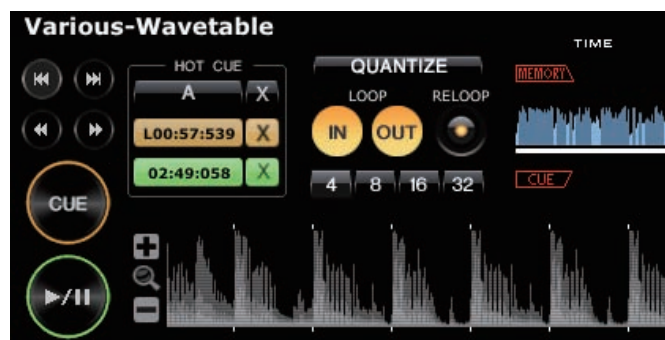 Various-Wavetable
TIME
HOT CUE
QUANTIZE
MEMORY
A X
LOOP RELOOP
L00:57:539 X
IN OUT
02:49:058 X
4 8 16 32
CUE
CUE